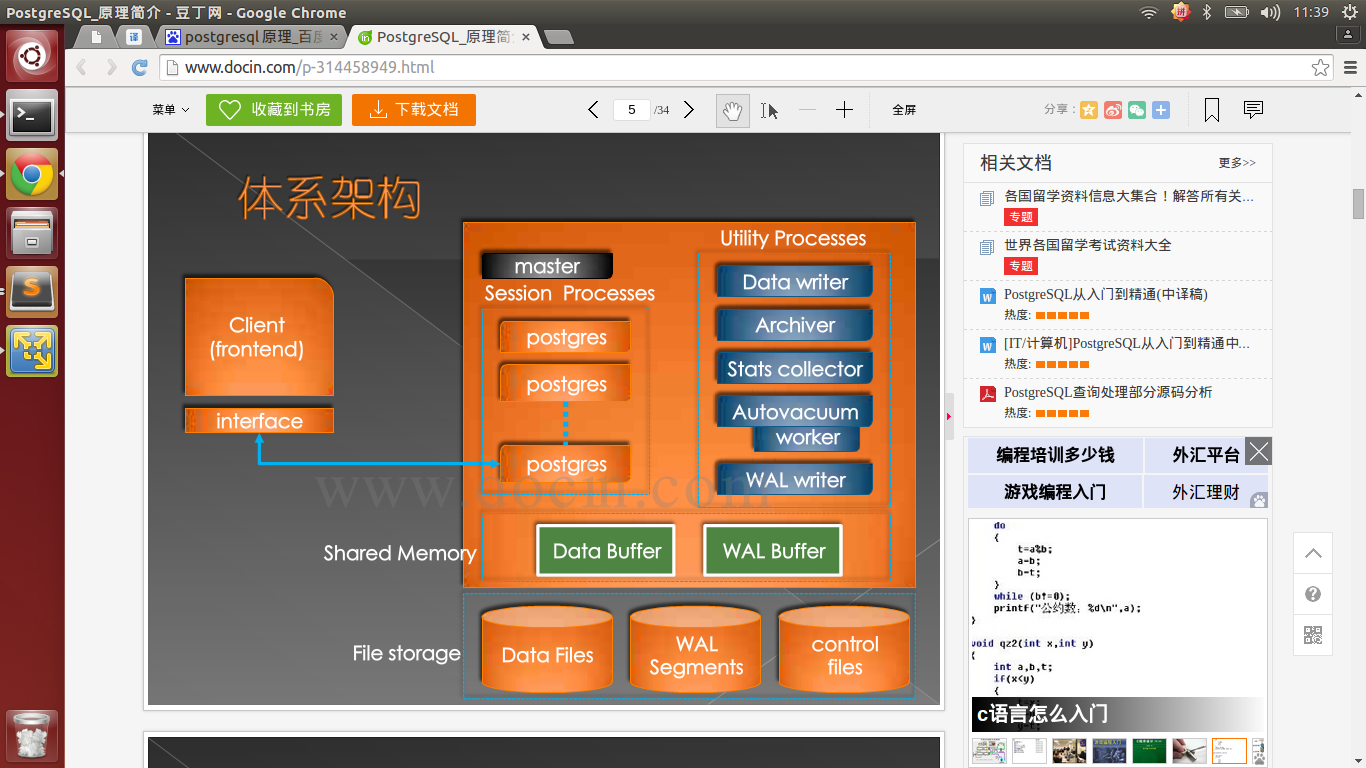 PostgreSQL_原理简介 - 豆丁网 - Google Chrome
11:39
译
postgresql 原理_百度
PostgreSQL_原理简
www.docin.com/p-314458949.html
菜单
收藏到书房
下载文档
5
/34
全屏
分享：
体系架构
Client
(frontend)
interface
master
Session Processes
postgres
postgres
postgres
Utility Processes
Data writer
Archiver
Stats collector
Autovacuum
worker
WAL writer
www.docin.com
Shared Memory
Data Buffer
WAL Buffer
File storage
Data Files
WAL
Segments
control
files
相关文档
更多>>
各国留学资料信息大集合！解答所有关...
专题
世界各国留学考试资料大全
专题
PostgreSQL从入门到精通(中译稿)
热度:
[IT/计算机]PostgreSQL从入门到精通中...
热度:
PostgreSQL查询处理部分源码分析
热度:
编程培训多少钱
外汇平台
游戏编程入门
外汇理财
do
{
t=a%b;
a=b;
b=t;
}
while (b!=0);
printf("公约数：%d\n",a);
}
void qz2(int x,int y)
{
int a,b,t;
if(x<y)
{
c语言怎么入门